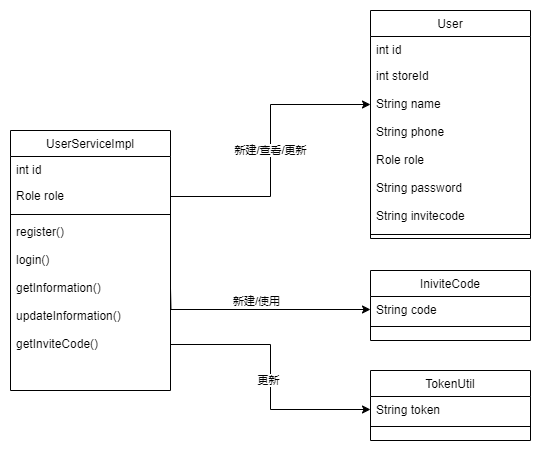 User
int id
int storeId
String name
String phone
Role role
String password
String invitecode
新建/查看/更新
UserServiceImpl
int id
Role role
register()
login()
getInformation()
updateInformation()
getInviteCode()
新建/使用
IniviteCode
String code
更新
TokenUtil
String token